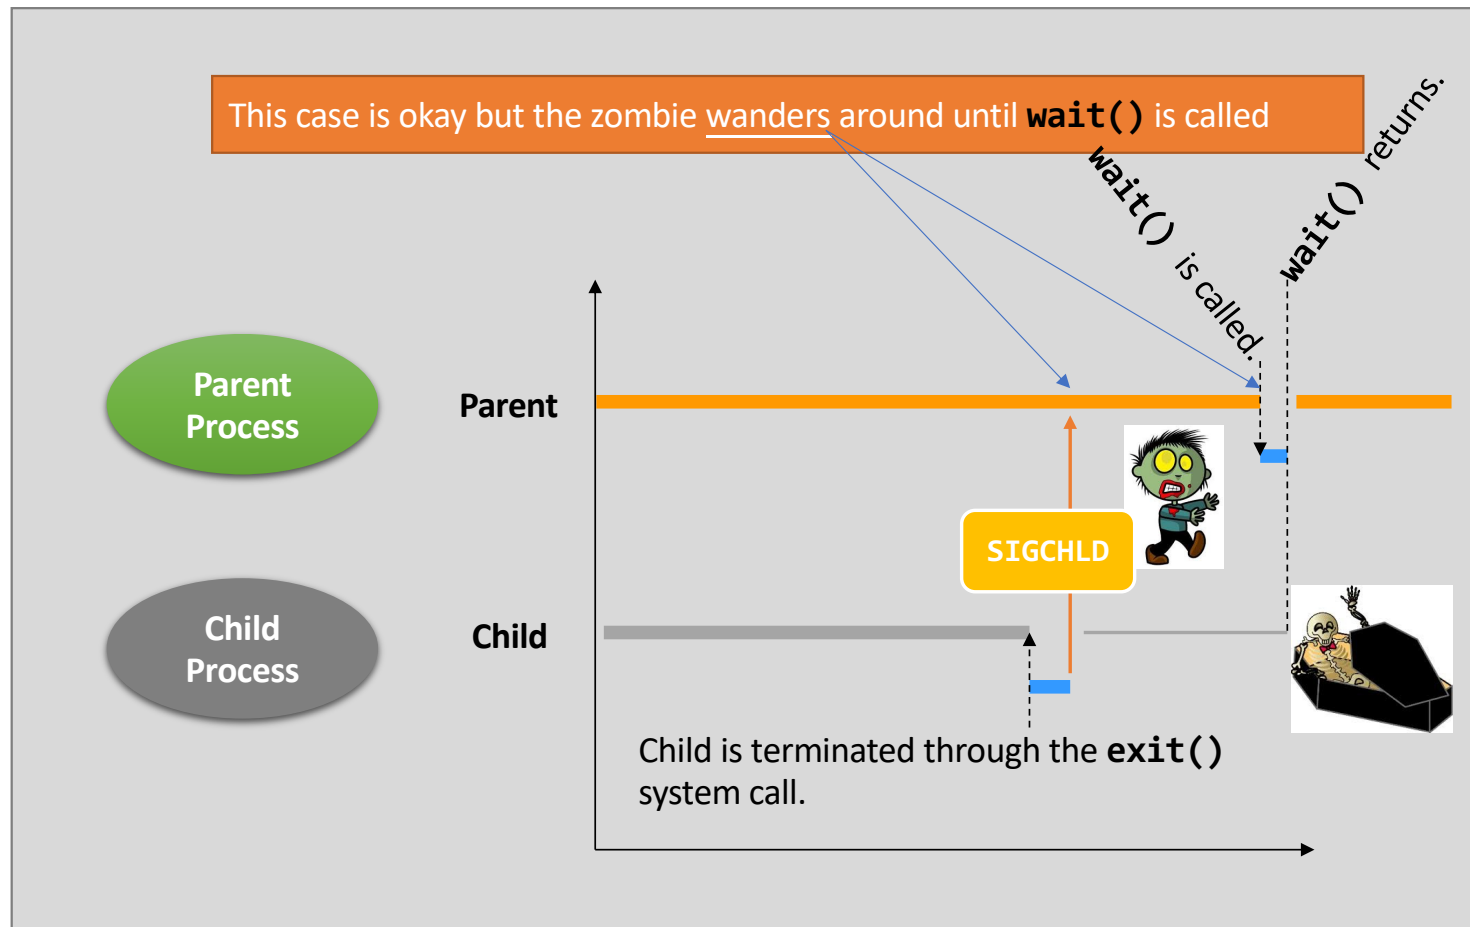 This case is okay but the zombie wanders around until wait() is called
wait() is called.
wait() returns.
Parent
Process
Parent
SIGCHLD
Child
Process
Child
Child is terminated through the exit()
system call.